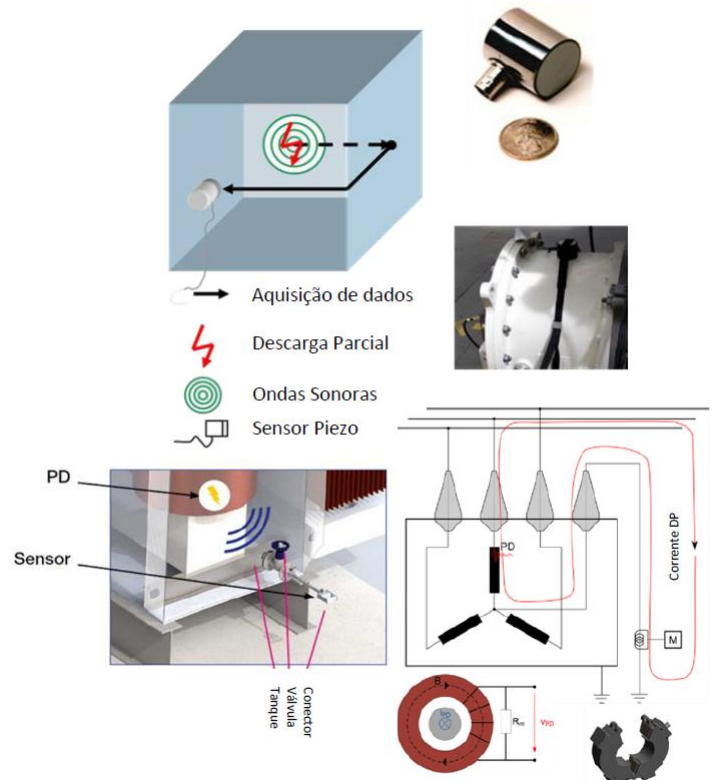 Aquisição de dados
Descarga Parcial
Ondas Sonoras
Sensor Piezo
PD
Sensor
Conector
Válvula
Tanque
PD
Corrente DP
M
B
Rm
VPD